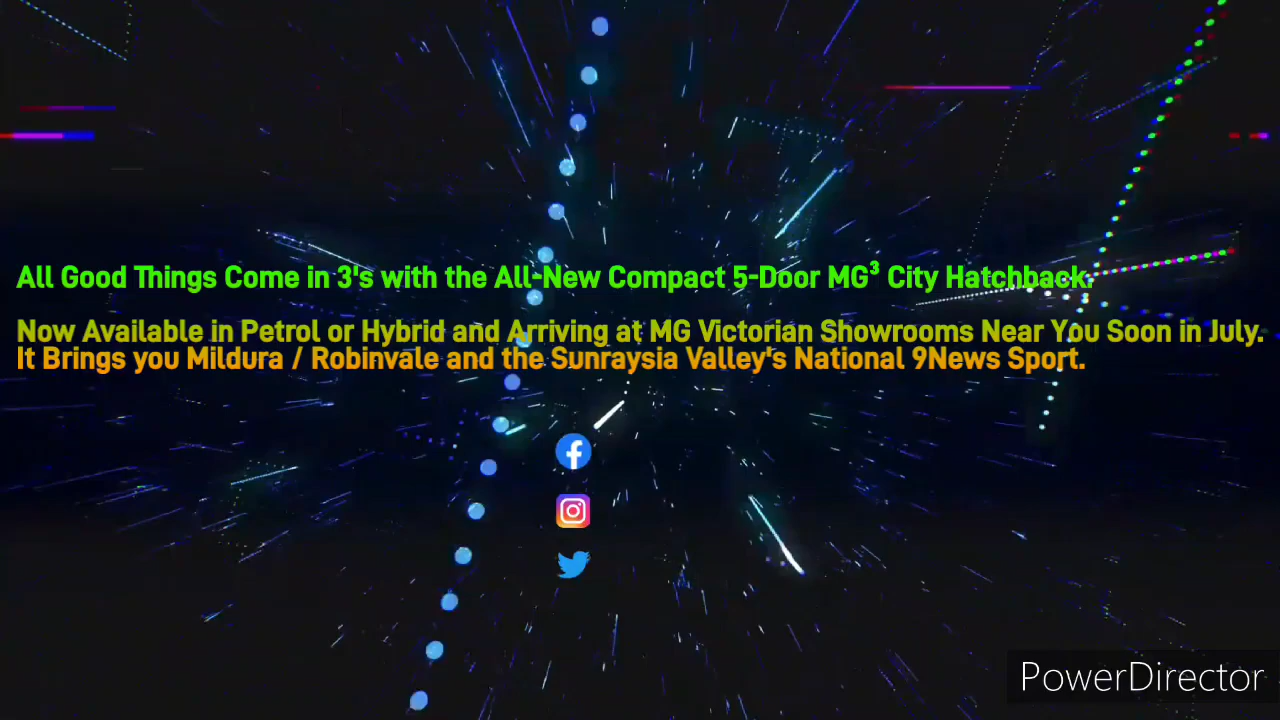 All Good Things Come in 3's with the All-New Compact 5-Door MG³ City Hatchback.
Now Available in Petrol or Hybrid and Arriving at MG Victorian Showrooms Near You Soon in July.
It Brings you Mildura / Robinvale and the Sunraysia Valley's National 9News Sport.
PowerDirector